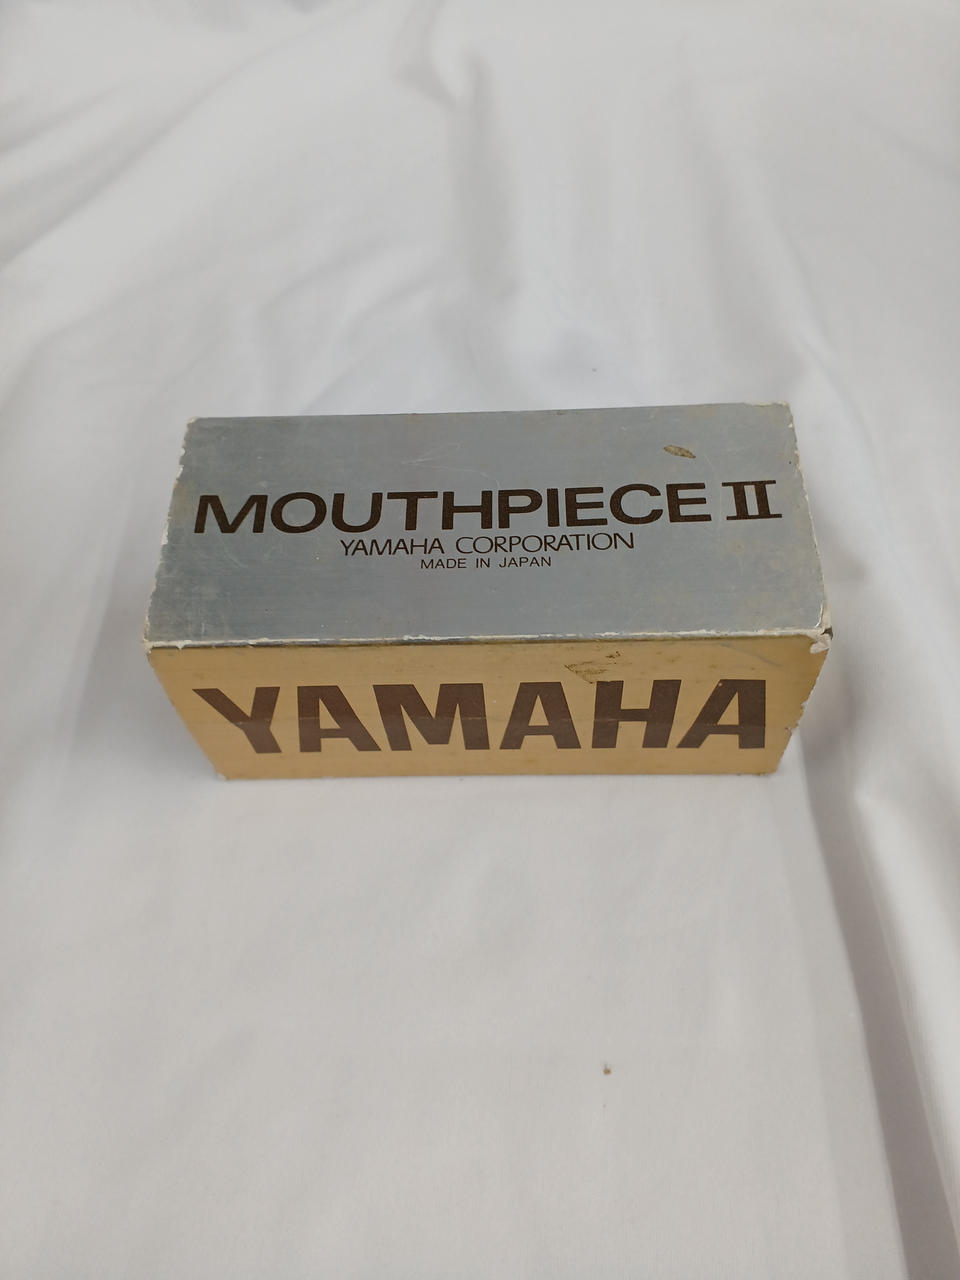 MOUTHPIECE II
YAMAHA CORPORATION
MADE IN JAPAN
YAMAHA